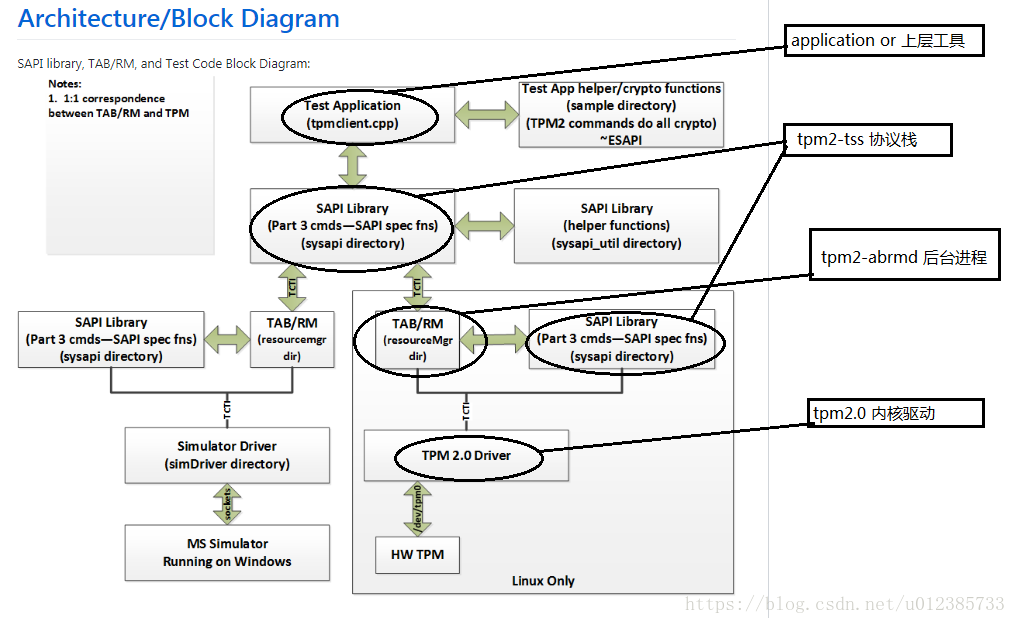 Architecture/Block Diagram
SAPI library, TAB/RM, and Test Code Block Diagram:
Notes:
1. 1:1 correspondence
between TAB/RM and TPM
Test Application
(tpmclient.cpp)
Test App helper/crypto functions
(sample directory)
(TPM2 commands do all crypto)
~ESAPI
application or 上层工具
SAPI Library
(Part 3 cmds—SAPI spec fns)
(sysapi directory)
SAPI Library
(helper functions)
(sysapi_util directory)
tpm2-tss 协议栈
TCTI
TCTI
tpm2-abrmd 后台进程
SAPI Library
(Part 3 cmds—SAPI spec fns)
(sysapi directory)
TAB/RM
(resourcemgr
dir)
TAB/RM
(resourceMgr
dir)
SAPI Library
(Part 3 cmds—SAPI spec fns)
(sysapi directory)
TCTI
TCTI
tpm2.0 内核驱动
Simulator Driver
(simDriver directory)
TPM 2.0 Driver
sockets
/dev/tpm0
MS Simulator
Running on Windows
HW TPM
Linux Only
https://blog.csdn.net/u012385733